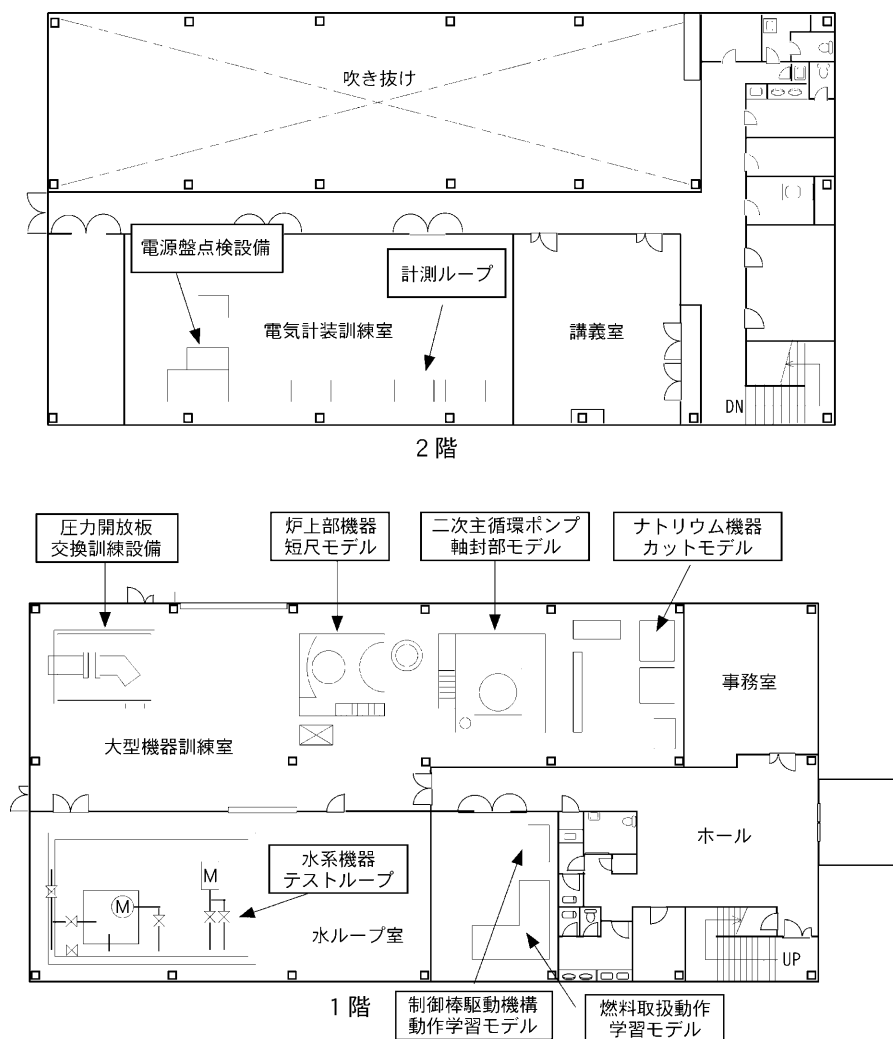 吹き抜け
電源盤点検設備
計測ループ
電気計装訓練室
講義室
DN
2階
圧力開放板
交換訓練設備
炉上部機器
短尺モデル
二次主循環ポンプ
軸封部モデル
ナトリウム機器
カットモデル
事務室
大型機器訓練室
ホール
水系機器
テストループ
M
M
水ループ室
UP
1階
制御棒駆動機構
動作学習モデル
燃料取扱動作
学習モデル